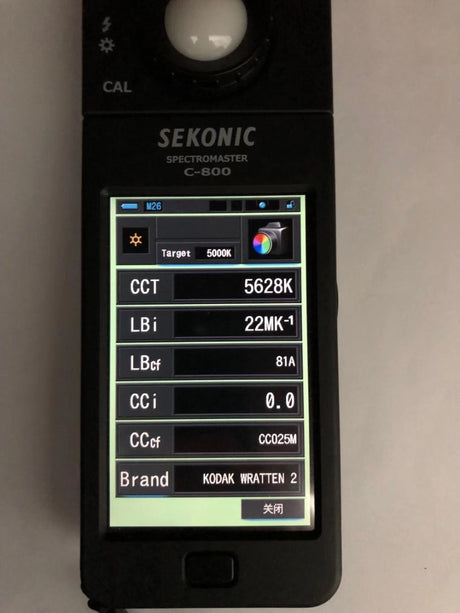 CAL
SEKONIC
SPECTROMASTER
C-800
M26
Target 5000K
CCT 5628K
LBi 22MK⁻¹
LBcf 81A
CCi 0.0
CCcf CC025M
Brand KODAK WRATTEN 2
关闭